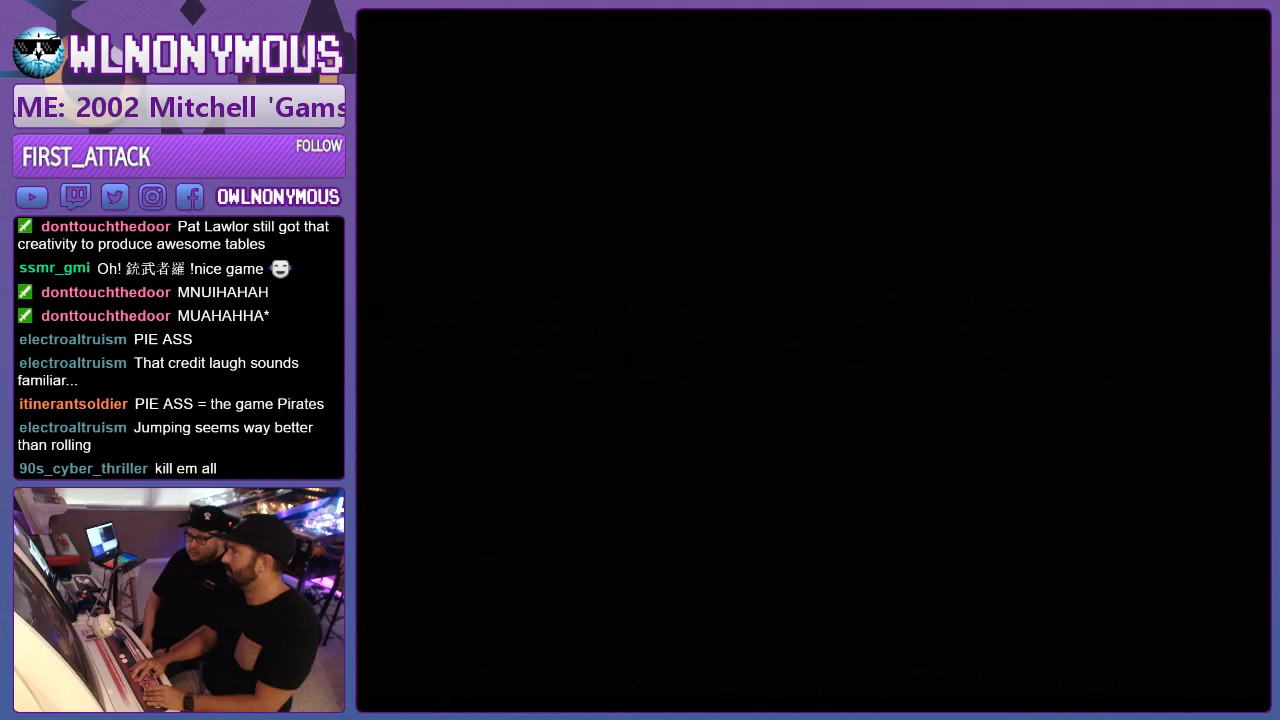 OWLNONYMOUS
AME: 2002 Mitchell 'Gams
FIRST_ATTACK
FOLLOW
OWLNONYMOUS
donttouchthedoor Pat Lawlor still got that
creativity to produce awesome tables
ssmr_gmi Oh! 銃武者羅 !nice game
donttouchthedoor MNUIHAHAH
donttouchthedoor MUAHAHHA*
electroaltruism PIE ASS
electroaltruism That credit laugh sounds
familiar...
itinerantsoldier PIE ASS = the game Pirates
electroaltruism Jumping seems way better
than rolling
90s_cyber_thriller kill em all